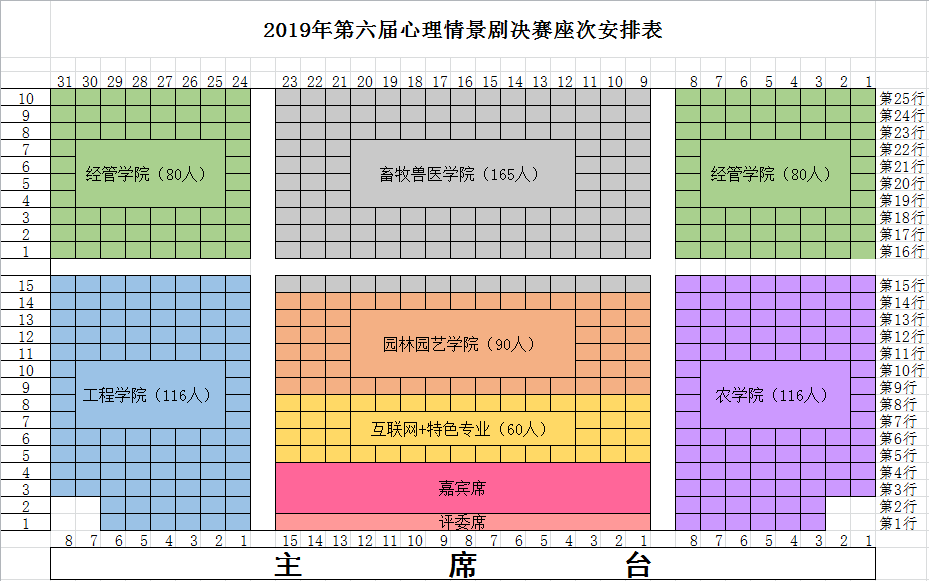 2019年第六届心理情景剧决赛座次安排表
31 30 29 28 27 26 25 24 23 22 21 20 19 18 17 16 15 14 13 12 11 10 9 8 7 6 5 4 3 2 1
10 第25行
9 第24行
8 第23行
7 第22行
经管学院（80人） 畜牧兽医学院（165人） 经管学院（80人）
6 第21行
5 第20行
4 第19行
3 第18行
2 第17行
1 第16行
15 第15行
14 第14行
13 第13行
12 第12行
园林园艺学院（90人）
11 第11行
10 第10行
9 第9行
工程学院（116人） 农学院（116人）
8 第8行
7 第7行
互联网+特色专业（60人）
6 第6行
5 第5行
4 第4行
3 嘉宾席 第3行
2 第2行
1 评委席 第1行
8 7 6 5 4 3 2 1 15 14 13 12 11 10 9 8 7 6 5 4 3 2 1 8 7 6 5 4 3 2 1
主 席 台